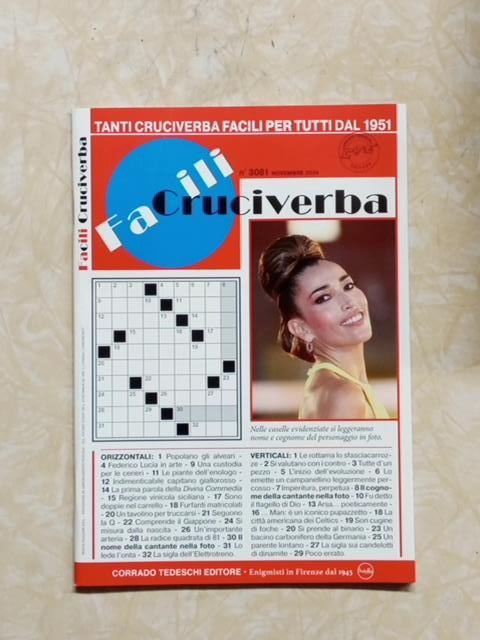 TANTI CRUCIVERBA FACILI PER TUTTI DAL 1951
Facili Cruciverba
n° 3081 NOVEMBRE
Facili
Cruciverba
Nelle caselle evidenziate si leggeranno
nome e cognome del personaggio in foto.
ORIZZONTALI: 1 Popolano gli alveari -
4 Federico Lucia in arte - 9 Una custodia
per le ceneri - 11 Le piante dell'enologo -
12 Indimenticabile capitano giallorosso -
14 La prima parola della Divina Commedia
- 15 Regione vinicola siciliana - 17 Sono
doppie nel carrello - 18 Furfanti matricolati
- 20 Un tavolino per truccarsi - 21 Seguono
la Q - 22 Comprende il Giappone - 24 Si
misura dalla nascita - 26 Un'importante
arteria - 28 La radice quadrata di 81 - 30 Il
nome della cantante nella foto - 31 Lo
lede l'onta - 32 La sigla dell'Elettrotreno.
VERTICALI: 1 Le rottama lo sfasciacarroz-
ze - 2 Si valutano con i contro - 3 Tutte d'un
pezzo - 5 L'inizio dell'evoluzione - 6 Lo
emette un campanello leggermente per-
cosso - 7 Imperitura, perpetua - 8 Il cogno-
me della cantante nella foto - 10 Fu detto
il flagello di Dio - 13 Arsa... poeticamente
- 16 ... Man: è un iconico pupazzetto - 18 La
città americana dei Celtics - 19 Son cugine
di torche - 20 Si prende al binario - 23 Un
bacino carbonifero della Germania - 25 Un
parente lontano - 27 La sigla sui candelotti
di dinamite - 29 Poco errato.
CORRADO TEDESCHI EDITORE - Enigmisti in Firenze dal 1945